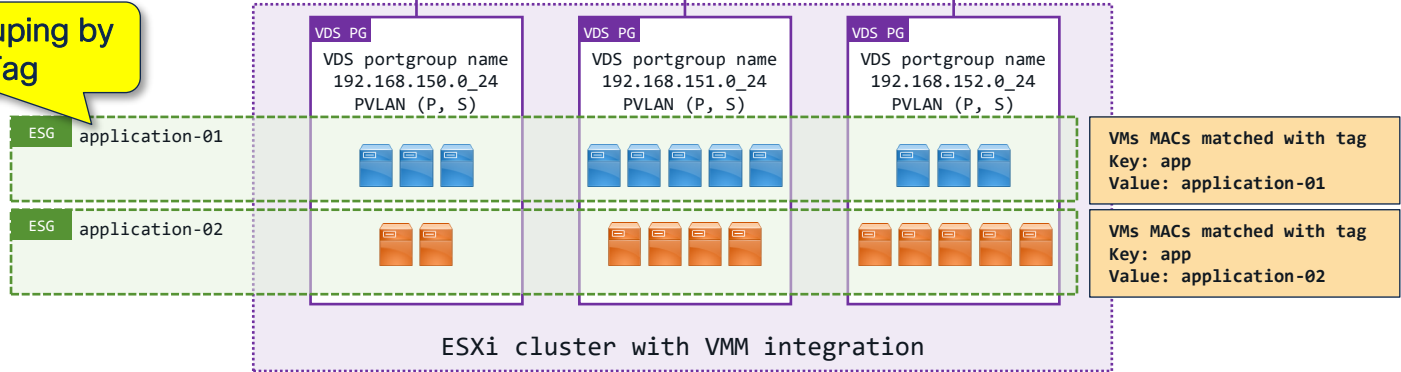 by
VDS PG
VDS portgroup name
192.168.150.0_24
PVLAN (P, S)
VDS PG
VDS portgroup name
192.168.151.0_24
PVLAN (P, S)
VDS PG
VDS portgroup name
192.168.152.0_24
PVLAN (P, S)
ESG application-01
VMs MACs matched with tag
Key: app
Value: application-01
ESG application-02
VMs MACs matched with tag
Key: app
Value: application-02
ESXi cluster with VMM integration